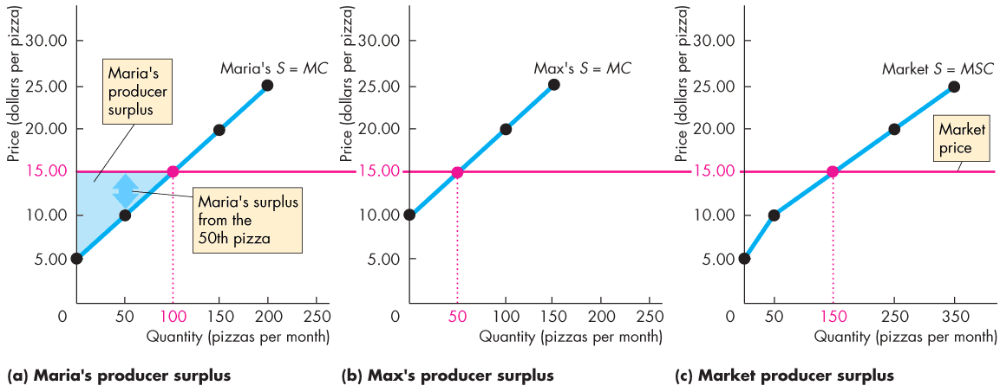 Price (dollars per pizza)
30.00
25.00
20.00
15.00
10.00
5.00
0
50
100
150
200
250
Quantity (pizzas per month)
Maria's S = MC
Maria's
producer
surplus
Maria's surplus
from the
50th pizza
(a) Maria's producer surplus
Price (dollars per pizza)
30.00
25.00
20.00
15.00
10.00
5.00
0
50
100
150
200
250
Quantity (pizzas per month)
Max's S = MC
(b) Max's producer surplus
Price (dollars per pizza)
30.00
25.00
20.00
15.00
10.00
5.00
0
50
150
250
350
Quantity (pizzas per month)
Market S = MSC
Market
price
(c) Market producer surplus